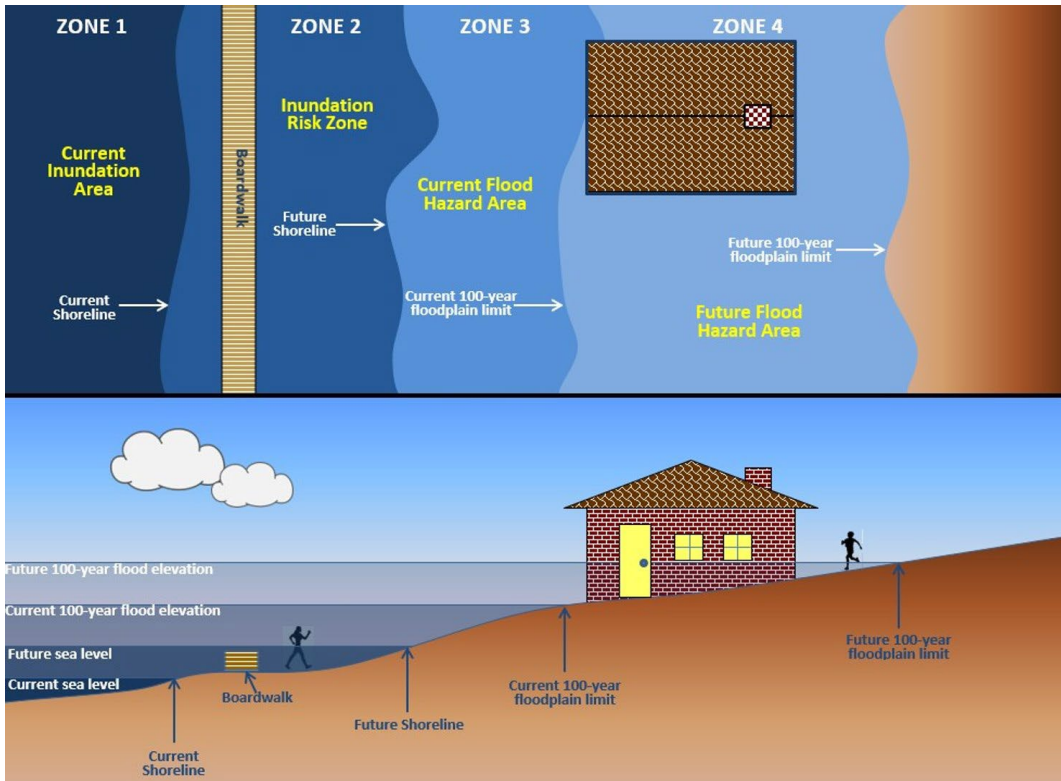 ZONE 1
ZONE 2
ZONE 3
ZONE 4
Inundation
Risk Zone
Current
Inundation
Area
Boardwalk
Current Flood
Hazard Area
Future
Shoreline
Future 100-year
floodplain limit
Current
Shoreline
Current 100-year
floodplain limit
Future Flood
Hazard Area
Future 100-year flood elevation
Current 100-year flood elevation
Future sea level
Current sea level
Boardwalk
Current
Shoreline
Future Shoreline
Current 100-year
floodplain limit
Future 100-year
floodplain limit